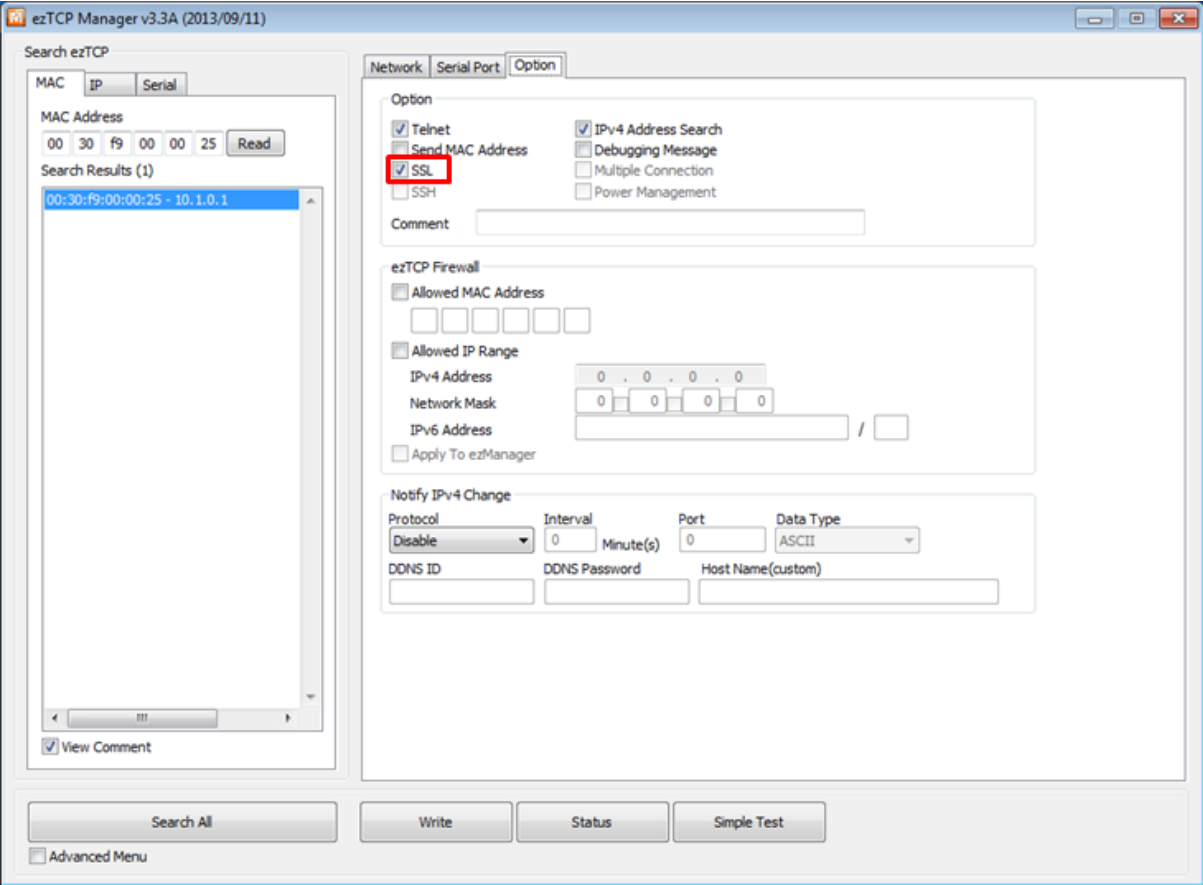 ezTCP Manager v3.3A (2013/09/11)
Search ezTCP
MAC IP Serial
MAC Address
00 30 f9 00 00 25 Read
Search Results (1)
00:30:f9:00:00:25 - 10.1.0.1
View Comment
Network Serial Port Option
Option
Telnet IPv4 Address Search
Send MAC Address Debugging Message
SSL Multiple Connection
SSH Power Management
Comment
ezTCP Firewall
Allowed MAC Address
Allowed IP Range
IPv4 Address 0 . 0 . 0 . 0
Network Mask 0 0 0 0
IPv6 Address /
Apply To ezManager
Notify IPv4 Change
Protocol Interval Port Data Type
Disable 0 Minute(s) 0 ASCII
DDNS ID DDNS Password Host Name(custom)
Search All Write Status Simple Test
Advanced Menu